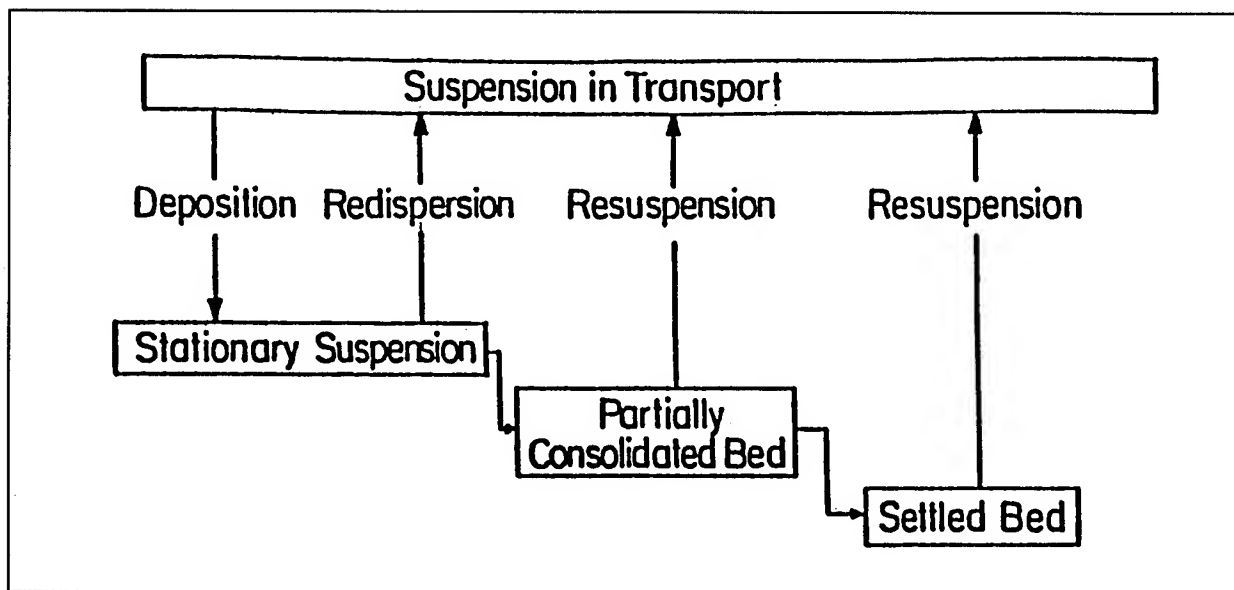 Suspension in Transport
Deposition
Redispersion
Resuspension
Resuspension
Stationary Suspension
Partially
Consolidated Bed
Settled Bed